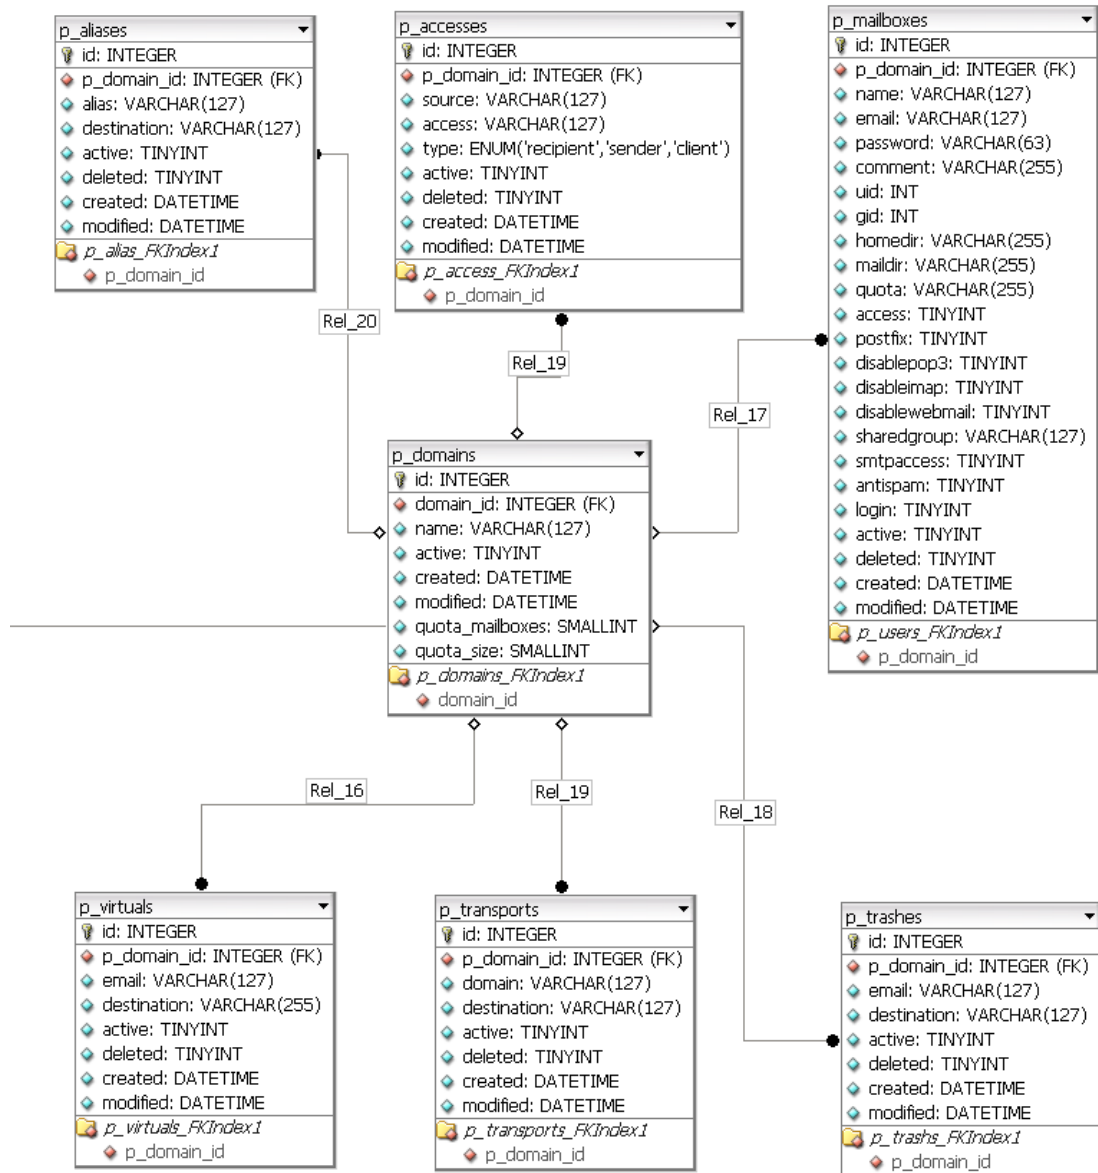 p_aliases
id: INTEGER
p_domain_id: INTEGER (FK)
alias: VARCHAR(127)
destination: VARCHAR(127)
active: TINYINT
deleted: TINYINT
created: DATETIME
modified: DATETIME
p_alias_FKIndex1
p_domain_id
p_accesses
id: INTEGER
p_domain_id: INTEGER (FK)
source: VARCHAR(127)
access: VARCHAR(127)
type: ENUM('recipient','sender','client')
active: TINYINT
deleted: TINYINT
created: DATETIME
modified: DATETIME
p_access_FKIndex1
p_domain_id
p_mailboxes
id: INTEGER
p_domain_id: INTEGER (FK)
name: VARCHAR(127)
email: VARCHAR(127)
password: VARCHAR(63)
comment: VARCHAR(255)
uid: INT
gid: INT
homedir: VARCHAR(255)
maildir: VARCHAR(255)
quota: VARCHAR(255)
access: TINYINT
postfix: TINYINT
disablepop3: TINYINT
disableimap: TINYINT
disablewebmail: TINYINT
sharedgroup: VARCHAR(127)
smtpaccess: TINYINT
antispam: TINYINT
login: TINYINT
active: TINYINT
deleted: TINYINT
created: DATETIME
modified: DATETIME
p_users_FKIndex1
p_domain_id
Rel_20
Rel_19
Rel_17
p_domains
id: INTEGER
domain_id: INTEGER (FK)
name: VARCHAR(127)
active: TINYINT
created: DATETIME
modified: DATETIME
quota_mailboxes: SMALLINT
quota_size: SMALLINT
p_domains_FKIndex1
domain_id
Rel_16
Rel_19
Rel_18
p_virtuals
id: INTEGER
p_domain_id: INTEGER (FK)
email: VARCHAR(127)
destination: VARCHAR(255)
active: TINYINT
deleted: TINYINT
created: DATETIME
modified: DATETIME
p_virtuals_FKIndex1
p_domain_id
p_transports
id: INTEGER
p_domain_id: INTEGER (FK)
domain: VARCHAR(127)
destination: VARCHAR(127)
active: TINYINT
deleted: TINYINT
created: DATETIME
modified: DATETIME
p_transports_FKIndex1
p_domain_id
p_trashes
id: INTEGER
p_domain_id: INTEGER (FK)
email: VARCHAR(127)
destination: VARCHAR(127)
active: TINYINT
deleted: TINYINT
created: DATETIME
modified: DATETIME
p_trashs_FKIndex1
p_domain_id